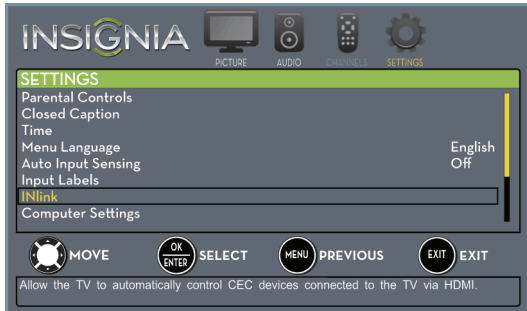 INSIGNIA
PICTURE AUDIO CHANNELS SETTINGS
SETTINGS
Parental Controls
Closed Caption
Time
Menu Language English
Auto Input Sensing Off
Input Labels
INlink
Computer Settings
MOVE OK ENTER SELECT MENU PREVIOUS EXIT EXIT
Allow the TV to automatically control CEC devices connected to the TV via HDMI.